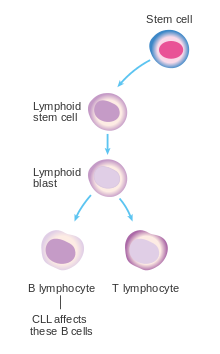 Stem cell
Lymphoid
stem cell
Lymphoid
blast
B lymphocyte
T lymphocyte
CLL affects
these B cells